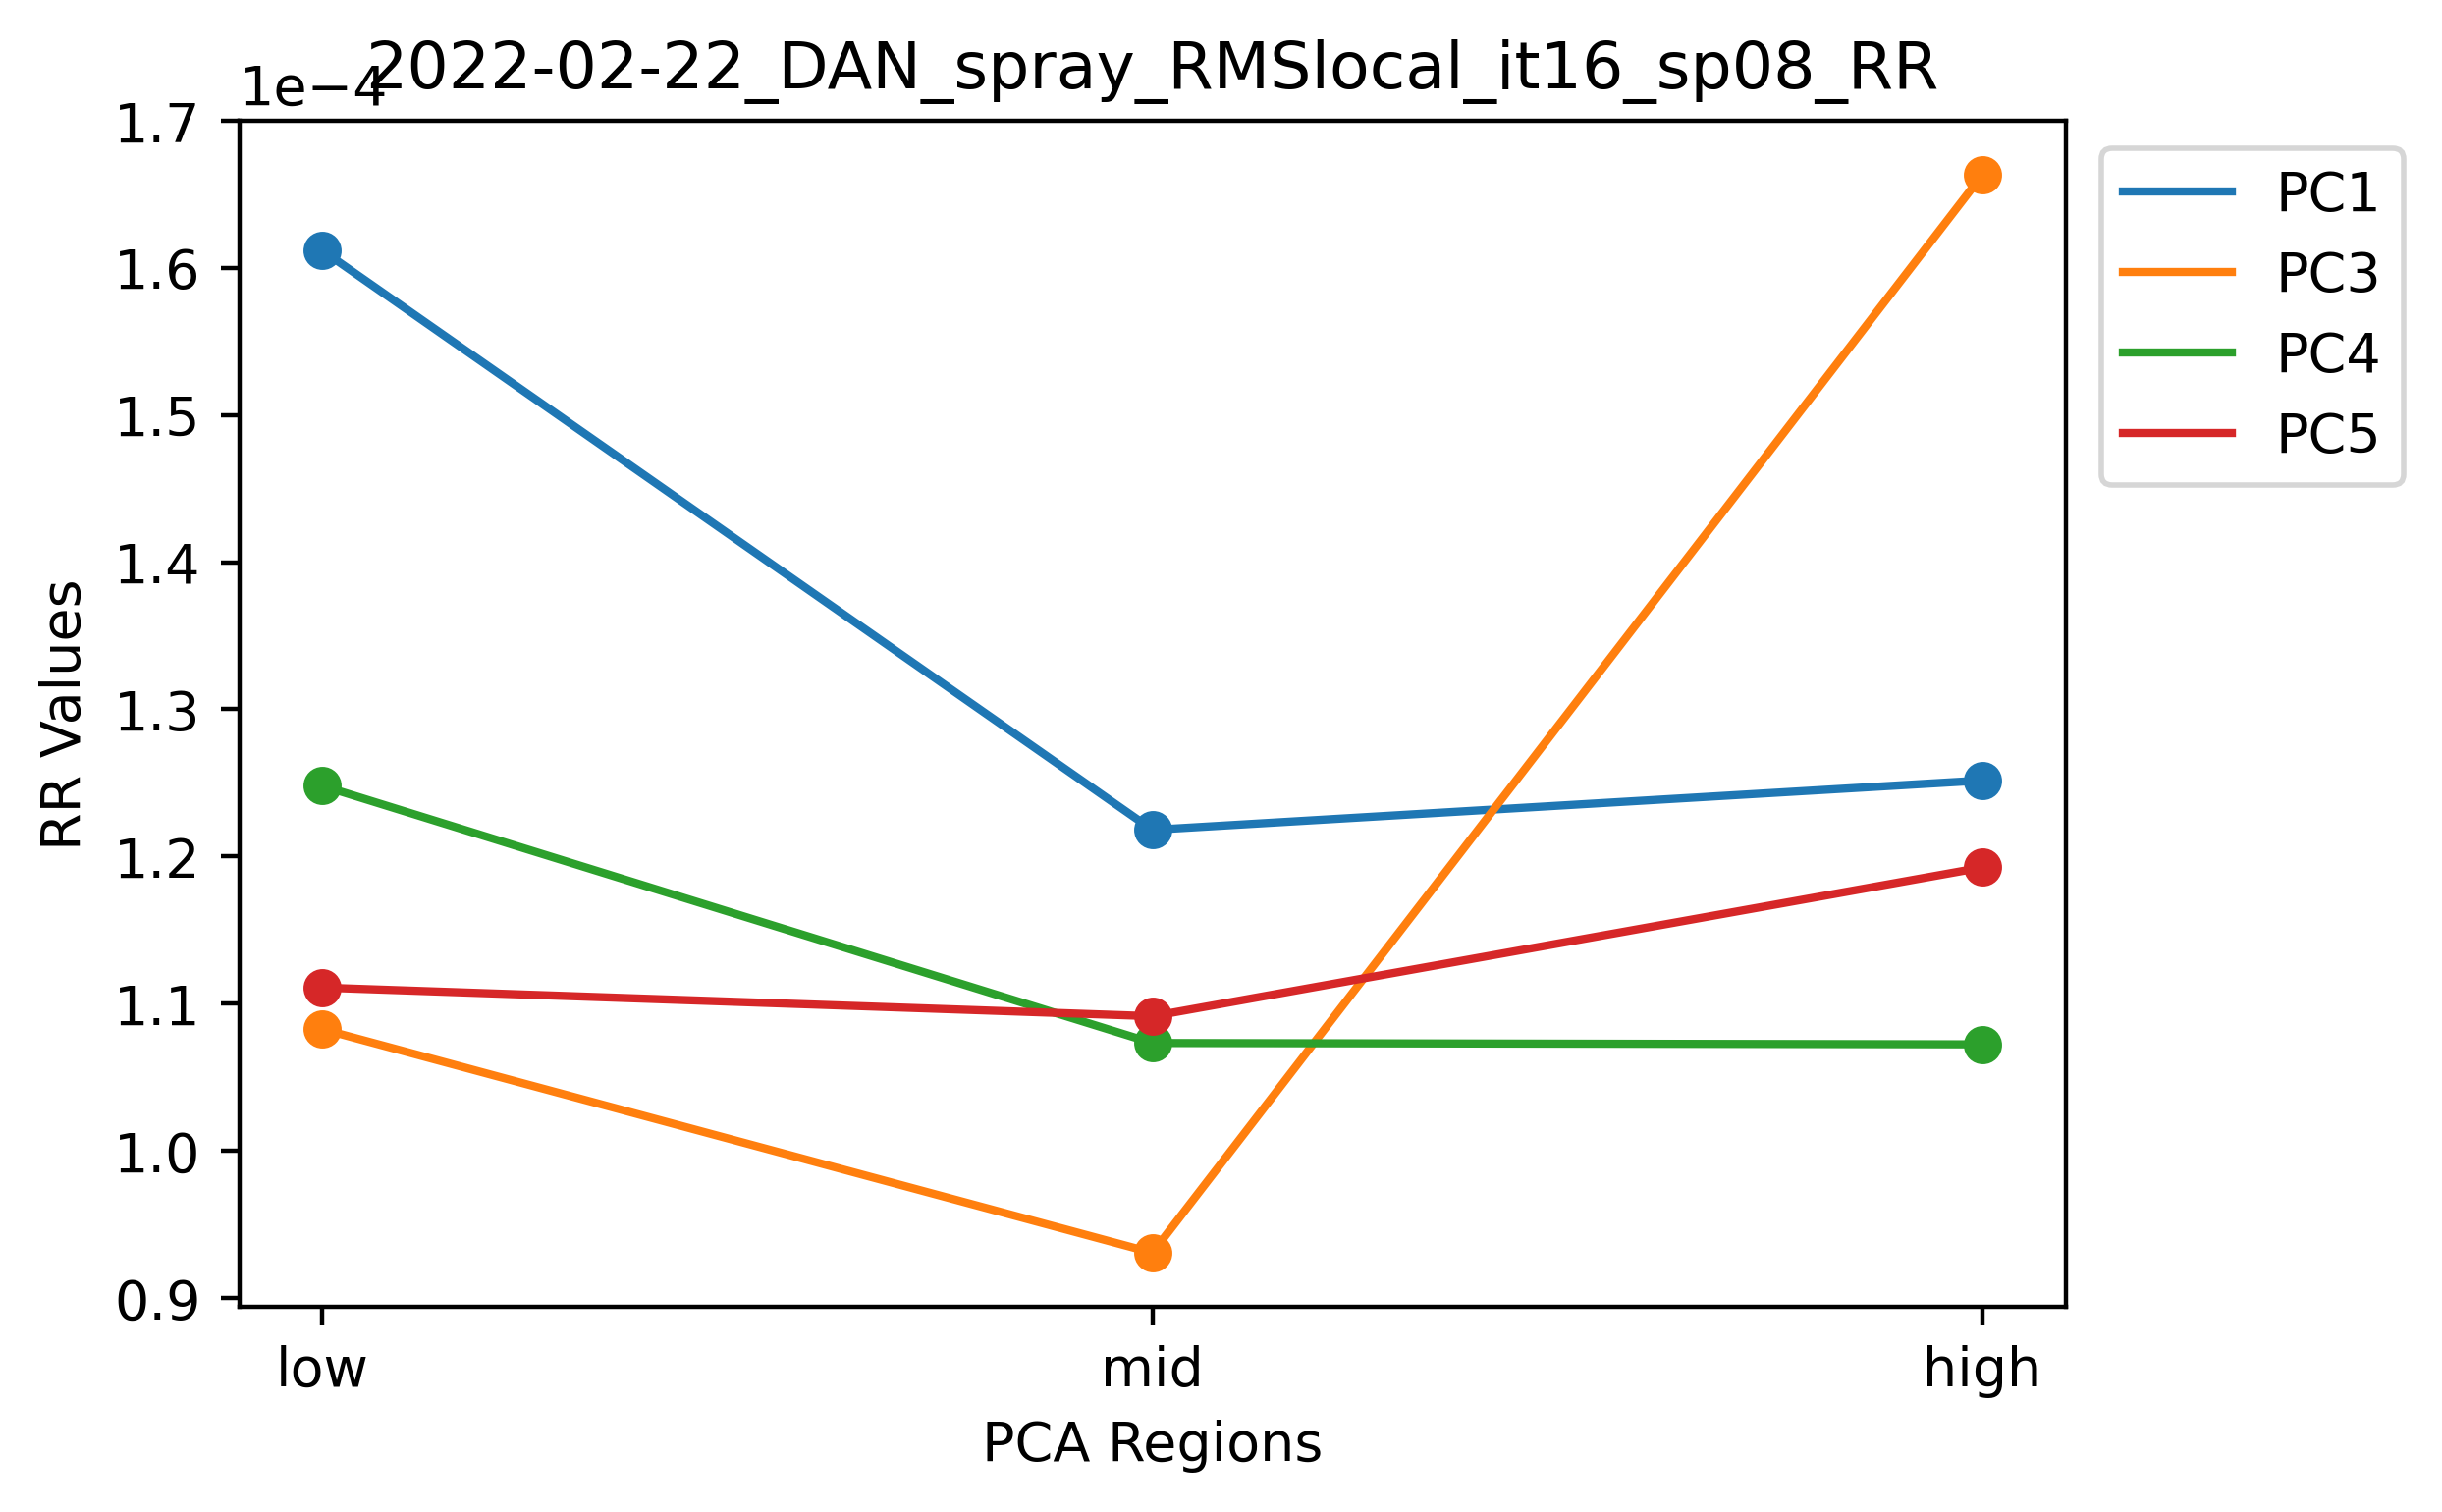 2022-02-22_DAN_spray_RMSlocal_it16_sp08_RR
1e−4
1.7
1.6
1.5
1.4
1.3
1.2
1.1
1.0
0.9
RR Values
low mid high
PCA Regions
PC1
PC3
PC4
PC5